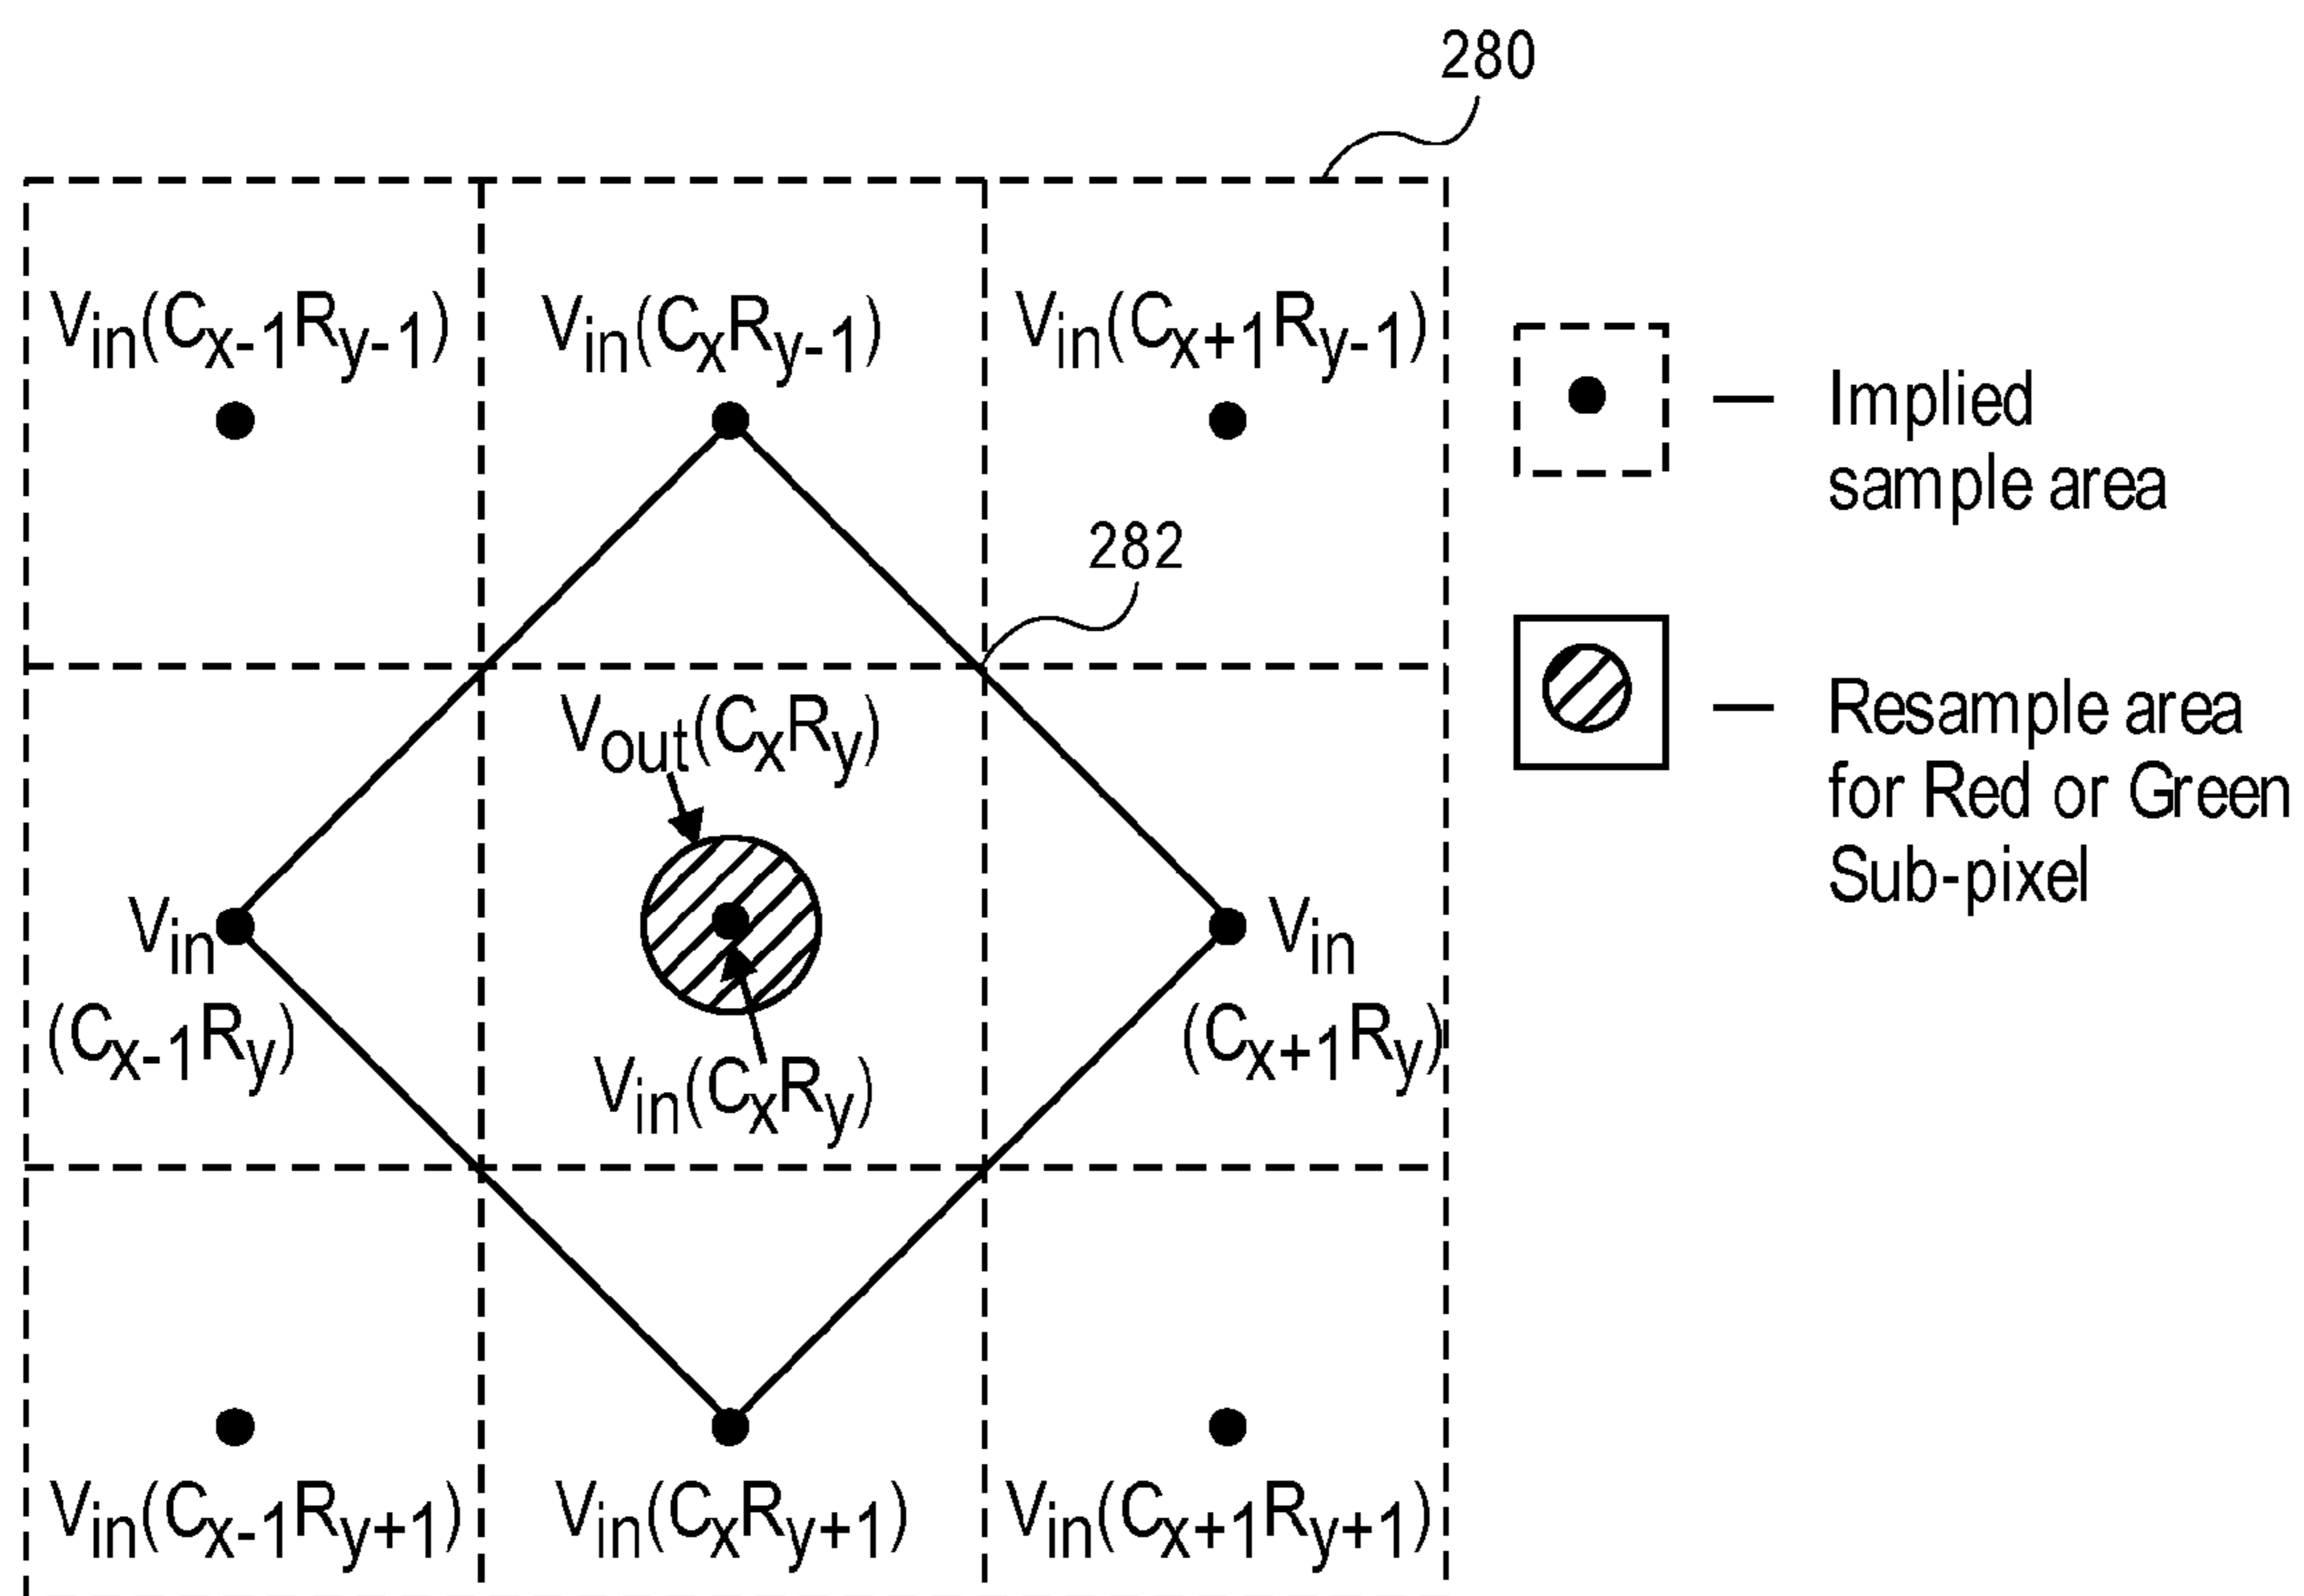 280
Vin(Cx-1Ry-1)
Vin(CxRy-1)
Vin(Cx+1Ry-1)
Implied
sample area
282
Vout(CxRy)
Resample area
for Red or Green
Sub-pixel
Vin
(Cx-1Ry)
Vin(CxRy)
Vin
(Cx+1Ry)
Vin(Cx-1Ry+1)
Vin(CxRy+1)
Vin(Cx+1Ry+1)